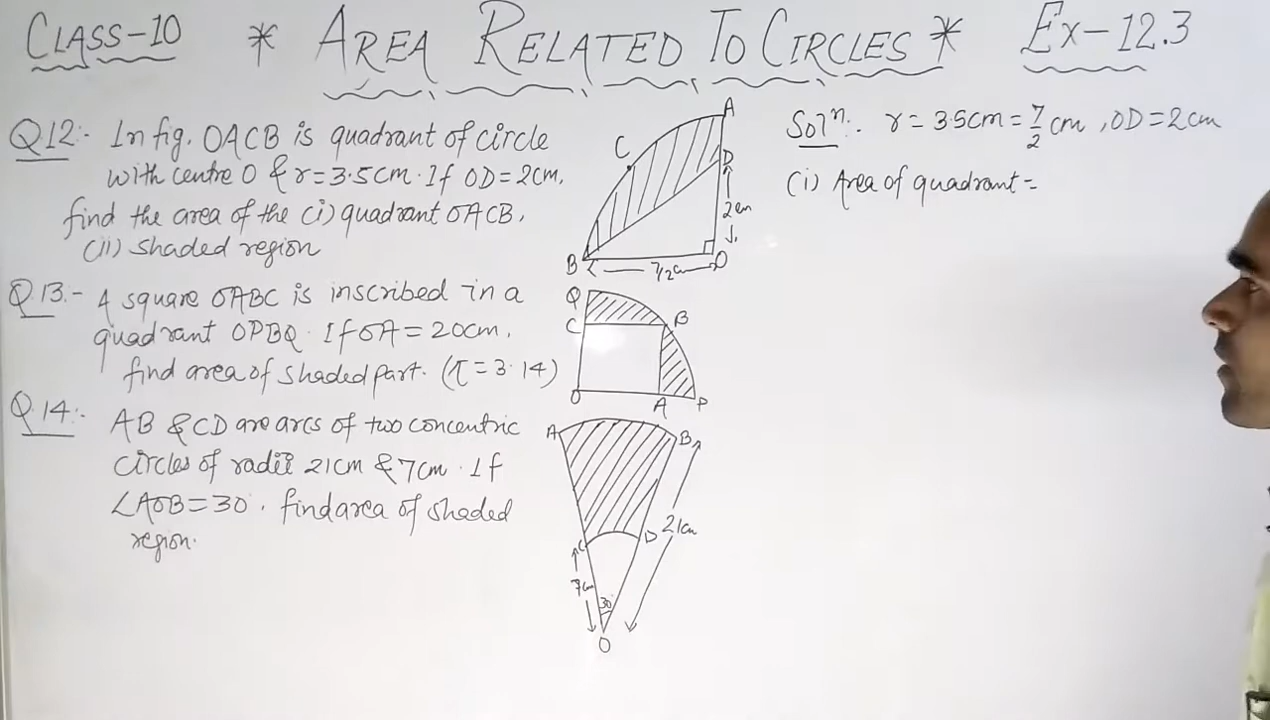 CLASS-10 * AREA RELATED TO CIRCLES * Ex-12.3
Q12:- In fig. OACB is quadrant of circle
with centre O & r=3.5cm. If OD=2cm,
find the area of the (i) quadrant OACB,
(ii) shaded region
A
C
D
2cm
B
7/2cm
O
Q.13.- A square OABC is inscribed in a
quadrant OPBQ. If OA=20cm,
find area of shaded part. (π=3.14)
Q
C
B
O
A
P
Q.14:- AB & CD are arcs of two concentric
circles of radii 21cm & 7cm. If
∠AOB=30°, find area of shaded
region.
A
B
C
D
21cm
7cm
30°
O
Solⁿ:. r=3.5cm=7/2cm, OD=2cm
(i) Area of quadrant=